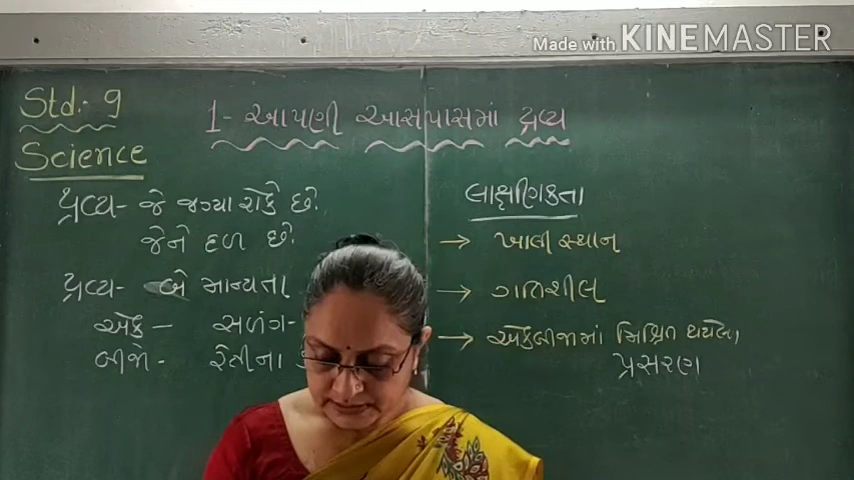 Made with KINEMASTER
Std:- 9
Science
1- આપણી આસપાસમાં દ્રવ્ય
દ્રવ્ય- જે જગ્યા રોકે છે.
જેને દળ છે.
દ્રવ્ય- બે માન્યતા
એક - સળંગ-
બીજો - રેતીના
લાક્ષણિકતા
→ ખાલી સ્થાન
→ ગતિશીલ
→ એકબીજામાં મિશ્રિત થયેલ,
પ્રસરણ